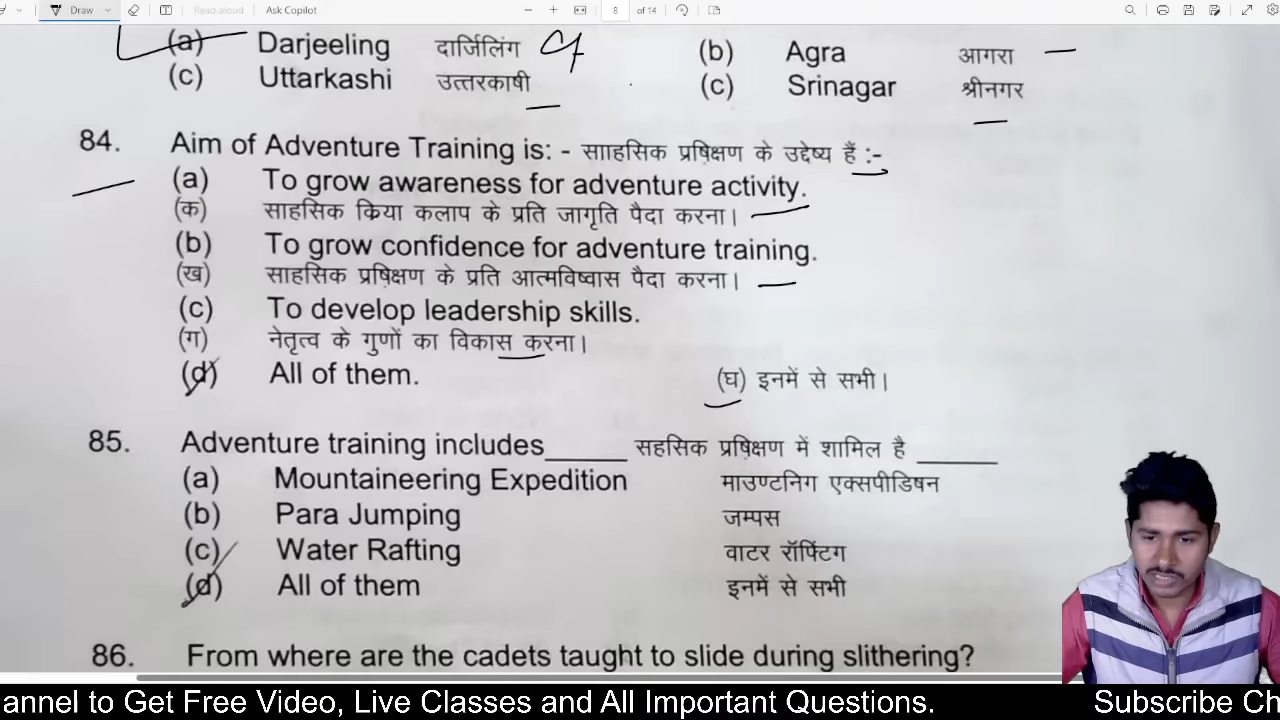 Draw Read aloud Ask Copilot 8 of 14
(a) Darjeeling दार्जिलिंग (b) Agra आगरा
(c) Uttarkashi उत्तरकाषी (c) Srinagar श्रीनगर
84. Aim of Adventure Training is: - सााहसिक प्रषिक्षण के उद्देष्य हैं :-
(a) To grow awareness for adventure activity.
(क) साहसिक क्रिया कलाप के प्रति जागृति पैदा करना।
(b) To grow confidence for adventure training.
(ख) साहसिक प्रषिक्षण के प्रति आत्मविष्वास पैदा करना।
(c) To develop leadership skills.
(ग) नेतृत्व के गुणों का विकास करना।
(d) All of them. (घ) इनमें से सभी।
85. Adventure training includes_____ सहसिक प्रषिक्षण में शामिल है _____
(a) Mountaineering Expedition माउण्टनिग एक्सपीडिषन
(b) Para Jumping जम्पस
(c) Water Rafting वाटर रॉफ्टिंग
(d) All of them इनमें से सभी
86. From where are the cadets taught to slide during slithering?
annel to Get Free Video, Live Classes and All Important Questions. Subscribe Ch